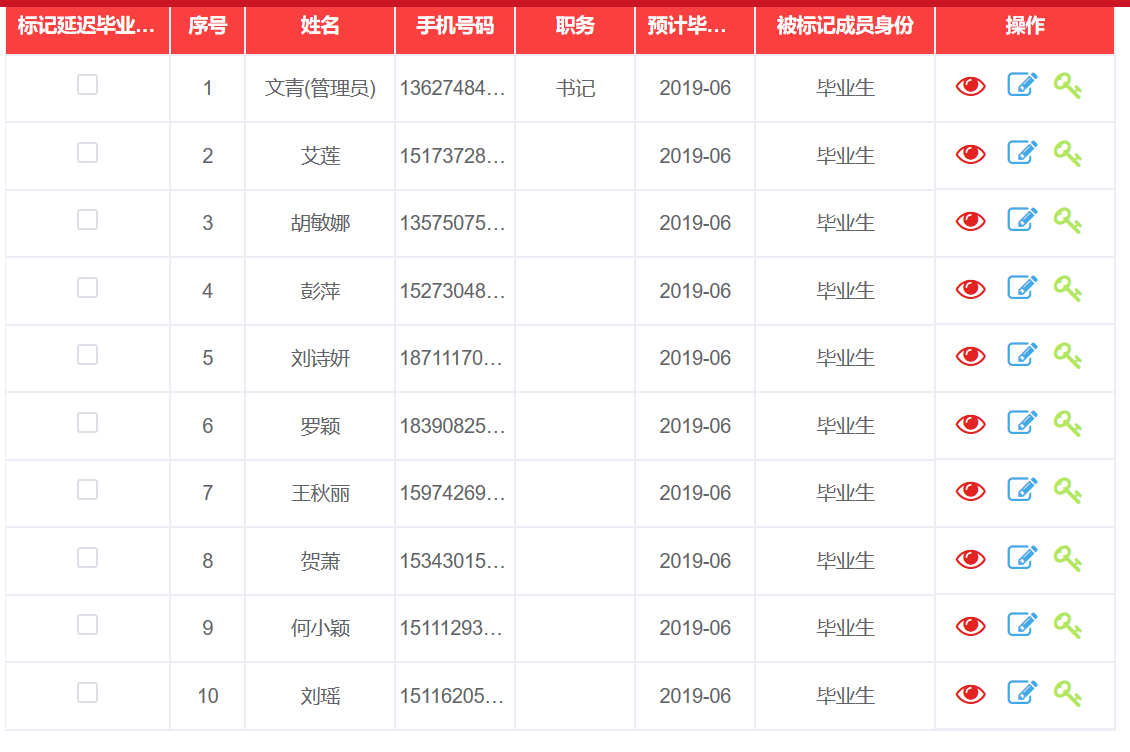 标记延迟毕业... 序号 姓名 手机号码 职务 预计毕... 被标记成员身份 操作
1 文青(管理员) 13627484... 书记 2019-06 毕业生
2 艾莲 15173728... 2019-06 毕业生
3 胡敏娜 13575075... 2019-06 毕业生
4 彭萍 15273048... 2019-06 毕业生
5 刘诗妍 18711170... 2019-06 毕业生
6 罗颖 18390825... 2019-06 毕业生
7 王秋丽 15974269... 2019-06 毕业生
8 贺萧 15343015... 2019-06 毕业生
9 何小颖 15111293... 2019-06 毕业生
10 刘瑶 15116205... 2019-06 毕业生